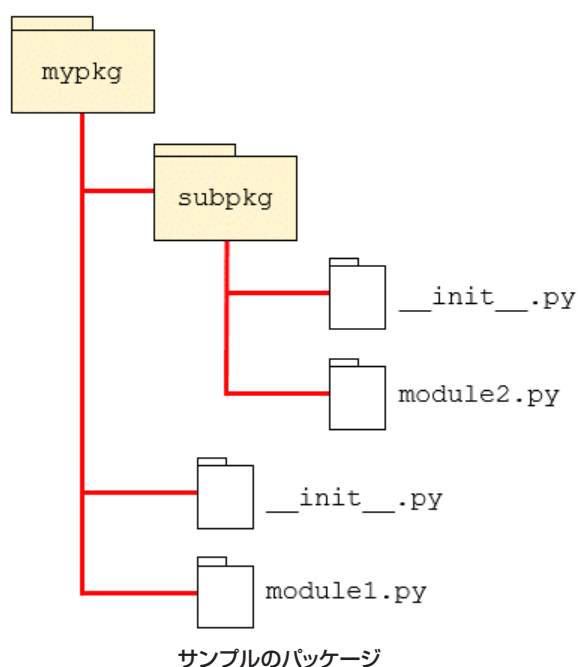 mypkg
subpkg
__init__.py
module2.py
__init__.py
module1.py
サンプルのパッケージ